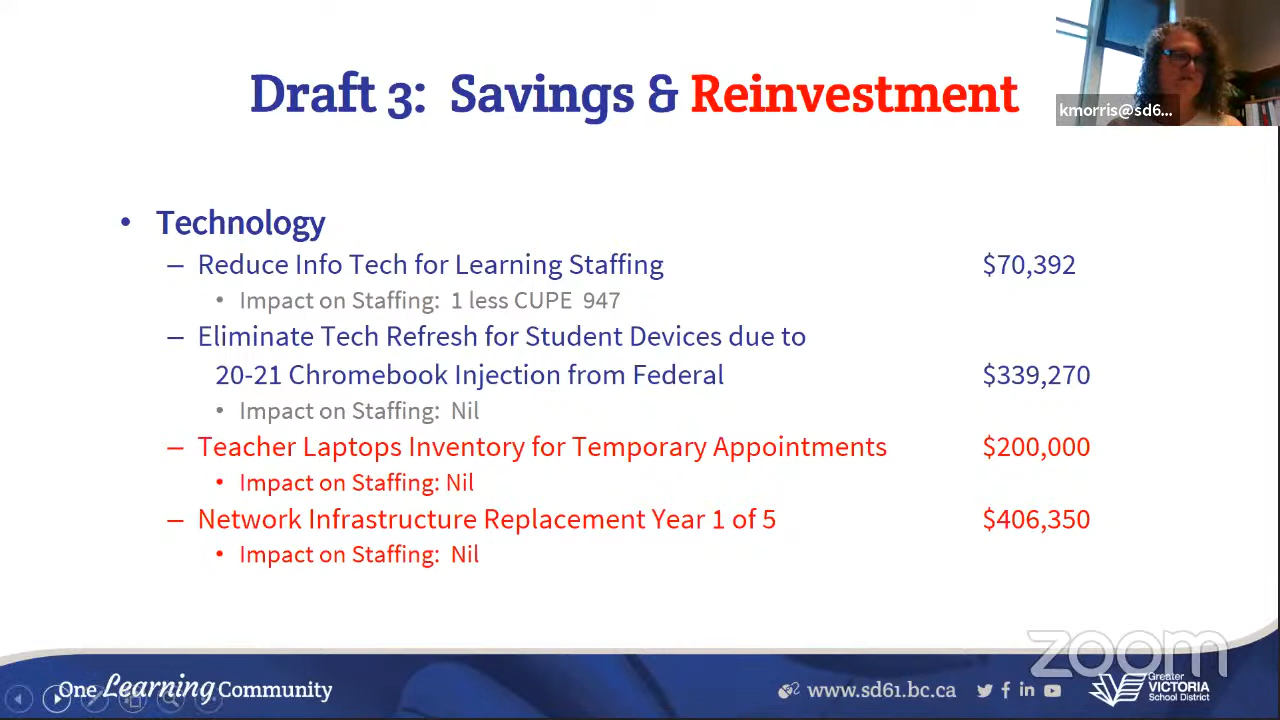 Draft 3: Savings & Reinvestment
kmorris@sd6...
• Technology
– Reduce Info Tech for Learning Staffing $70,392
• Impact on Staffing: 1 less CUPE 947
– Eliminate Tech Refresh for Student Devices due to
20-21 Chromebook Injection from Federal $339,270
• Impact on Staffing: Nil
– Teacher Laptops Inventory for Temporary Appointments $200,000
• Impact on Staffing: Nil
– Network Infrastructure Replacement Year 1 of 5 $406,350
• Impact on Staffing: Nil
zoom
One Learning Community
www.sd61.bc.ca
Greater
VICTORIA
School District